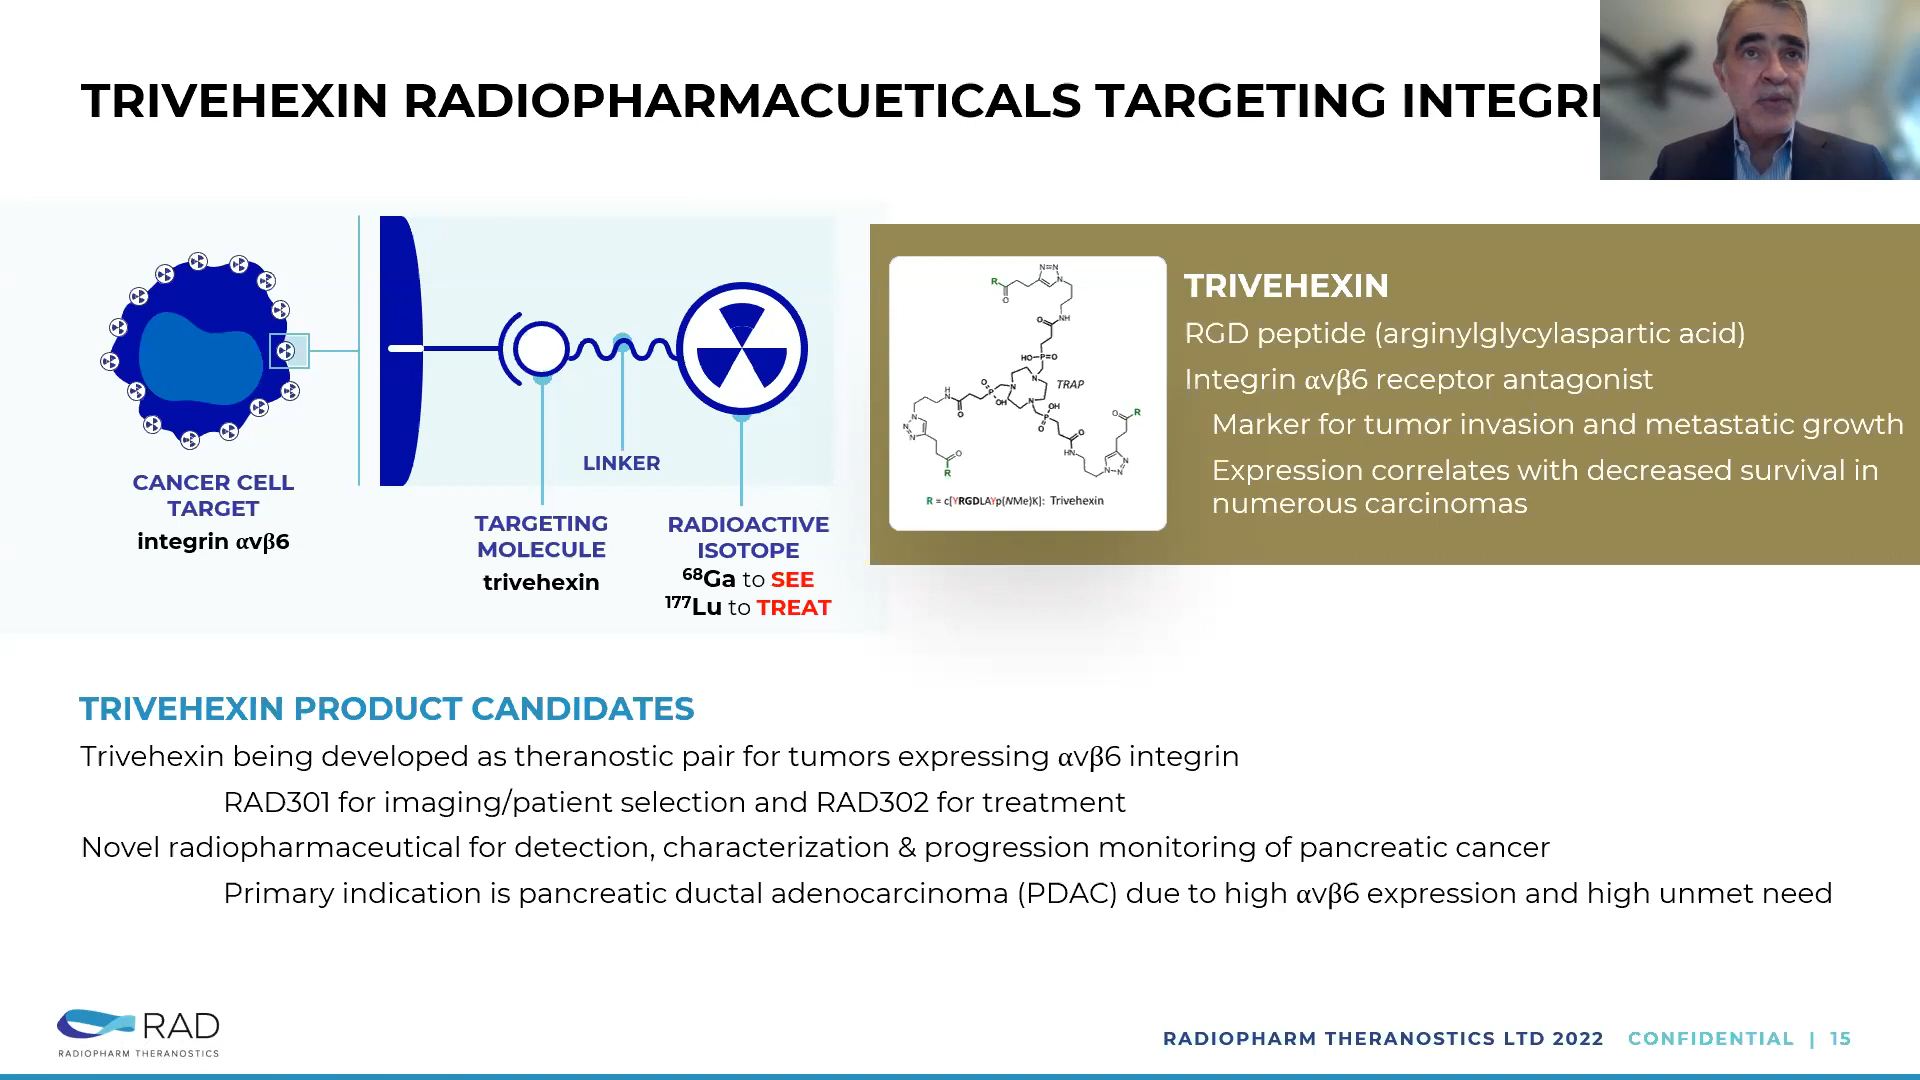 TRIVEHEXIN RADIOPHARMACUETICALS TARGETING INTEGRI
CANCER CELL
TARGET
integrin αvβ6
TARGETING
MOLECULE
trivehexin
LINKER
RADIOACTIVE
ISOTOPE
⁶⁸Ga to SEE
¹⁷⁷Lu to TREAT
TRAP
R = c[YRGDLAYp(NMe)K]: Trivehexin
TRIVEHEXIN
RGD peptide (arginylglycylaspartic acid)
Integrin αvβ6 receptor antagonist
Marker for tumor invasion and metastatic growth
Expression correlates with decreased survival in
numerous carcinomas
TRIVEHEXIN PRODUCT CANDIDATES
Trivehexin being developed as theranostic pair for tumors expressing αvβ6 integrin
RAD301 for imaging/patient selection and RAD302 for treatment
Novel radiopharmaceutical for detection, characterization & progression monitoring of pancreatic cancer
Primary indication is pancreatic ductal adenocarcinoma (PDAC) due to high αvβ6 expression and high unmet need
RAD
RADIOPHARM THERANOSTICS
RADIOPHARM THERANOSTICS LTD 2022 CONFIDENTIAL | 15